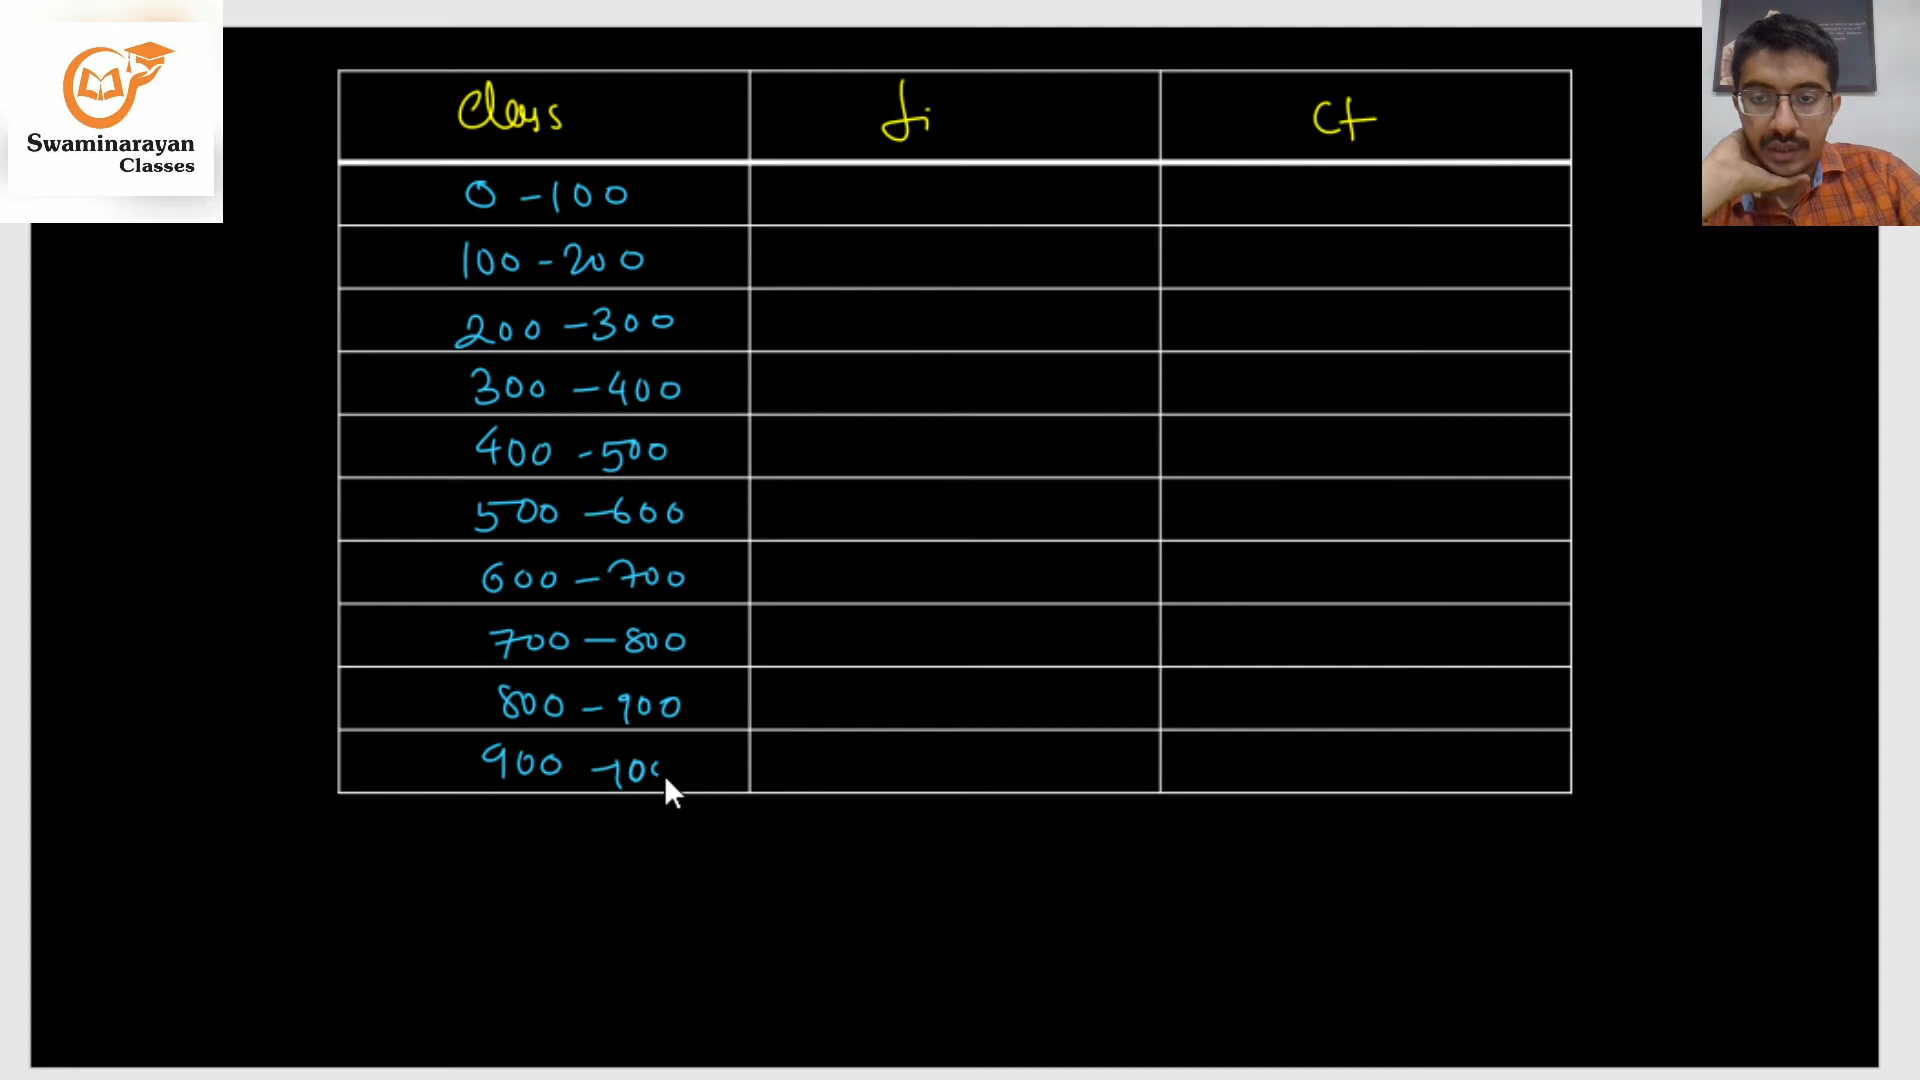 Swaminarayan
Classes
Class fi cf
0 - 100
100 - 200
200 - 300
300 - 400
400 - 500
500 - 600
600 - 700
700 - 800
800 - 900
900 - 100